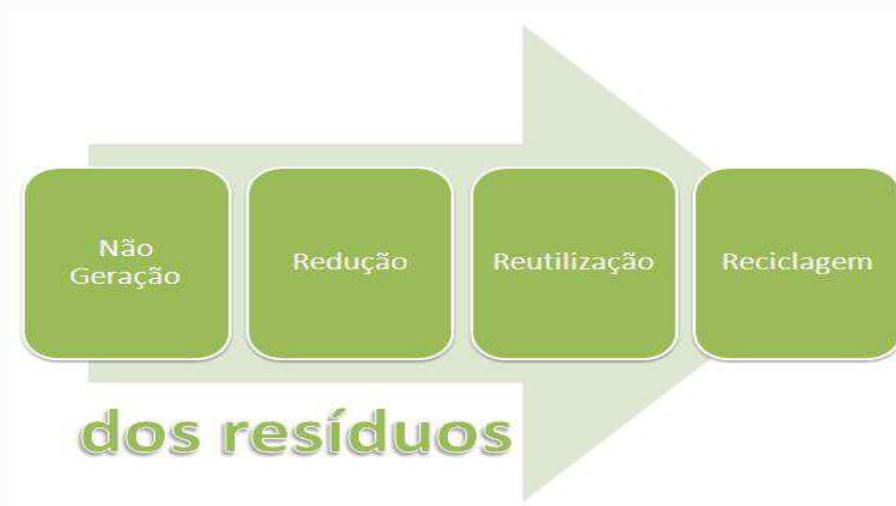 Não
Geração
Redução
Reutilização
Reciclagem
dos resíduos